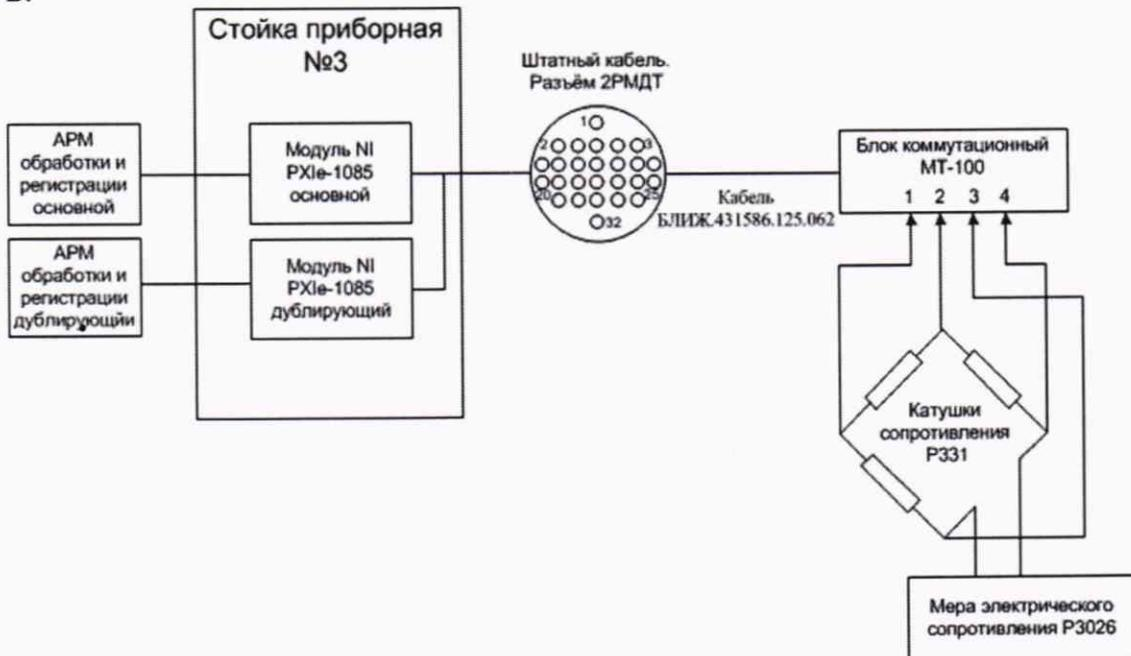 Стойка приборная
№3
Штатный кабель.
Разъём 2РМДТ
АРМ
обработки и
регистрации
основной
Модуль NI
PXIe-1085
основной
1
2
3
20
25
32
Блок коммутационный
МТ-100
1 2 3 4
Кабель
БЛИЖ.431586.125.062
АРМ
обработки и
регистрации
дублирующйи
Модуль NI
PXIe-1085
дублирующий
Катушки
сопротивления
Р331
Мера электрического
сопротивления Р3026